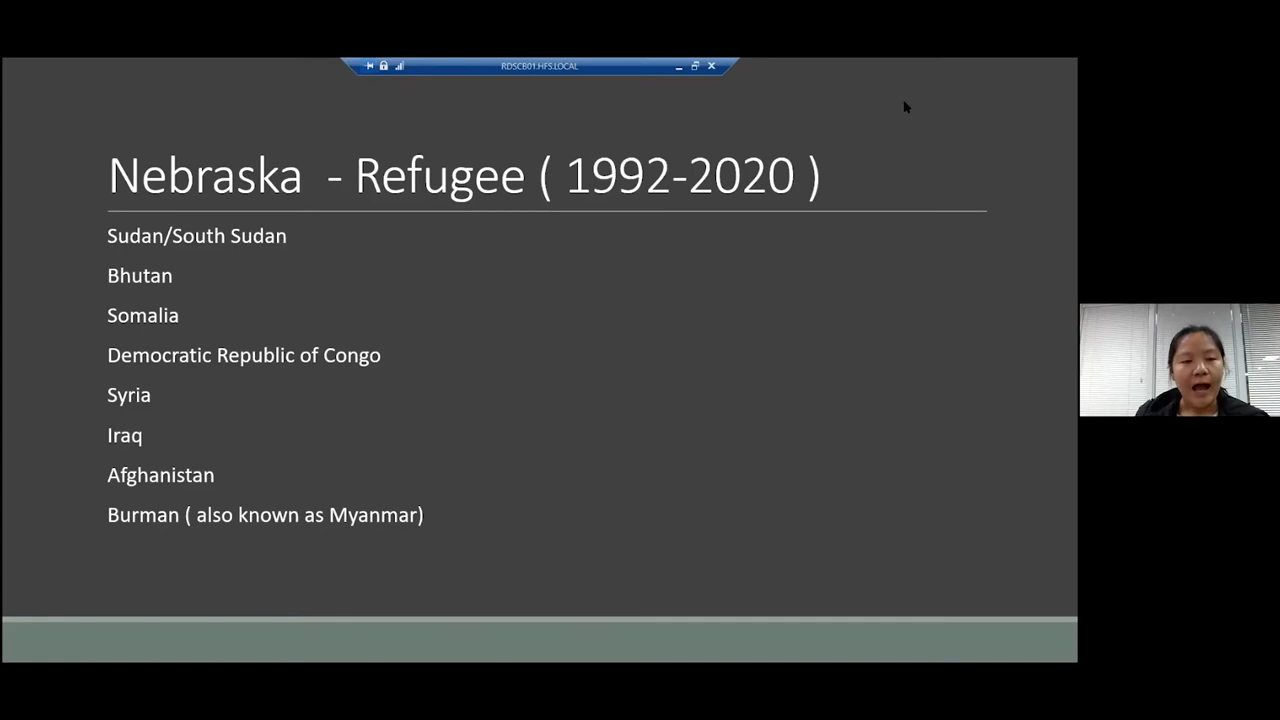 RDSCB01.HFS.LOCAL
Nebraska - Refugee ( 1992-2020 )
Sudan/South Sudan
Bhutan
Somalia
Democratic Republic of Congo
Syria
Iraq
Afghanistan
Burman ( also known as Myanmar)